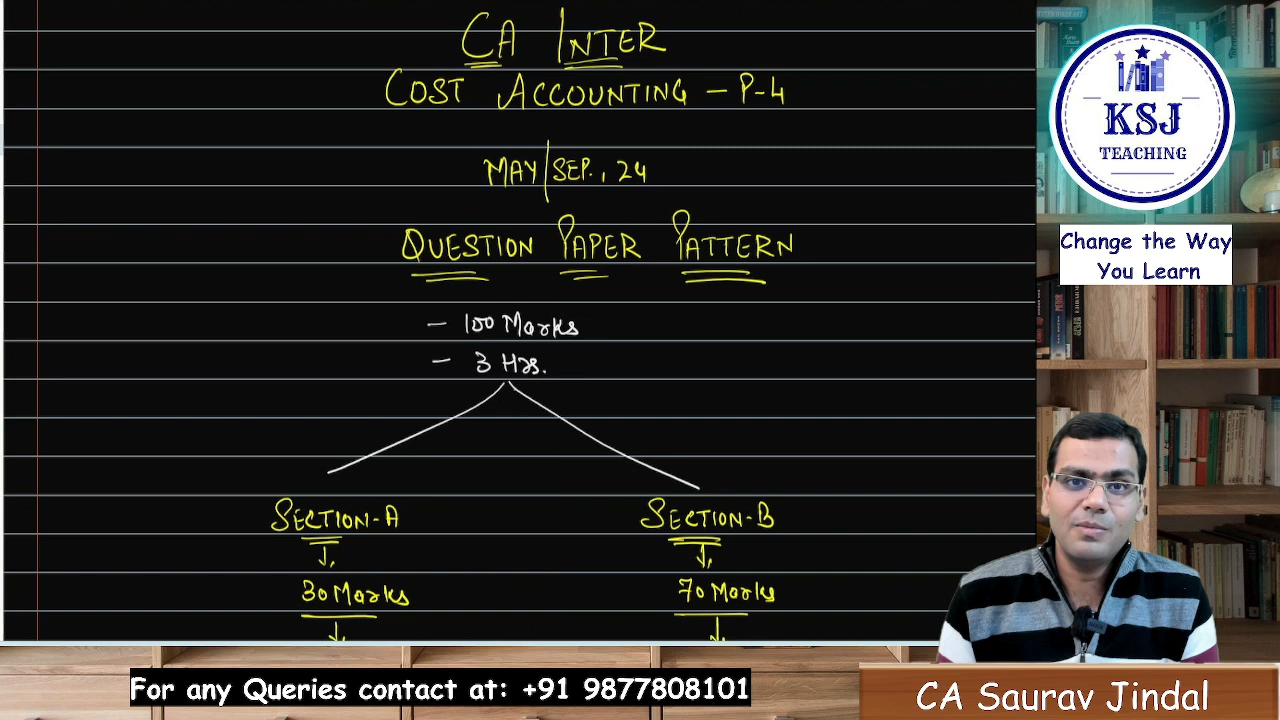 CA INTER
COST ACCOUNTING – P-4
MAY/SEP., 24
QUESTION PAPER PATTERN
– 100 Marks
– 3 Hrs.
SECTION-A
SECTION-B
30 Marks
70 Marks
KSJ
TEACHING
Change the Way
You Learn
For any Queries contact at: +91 9877808101
CA Saurav Jindal